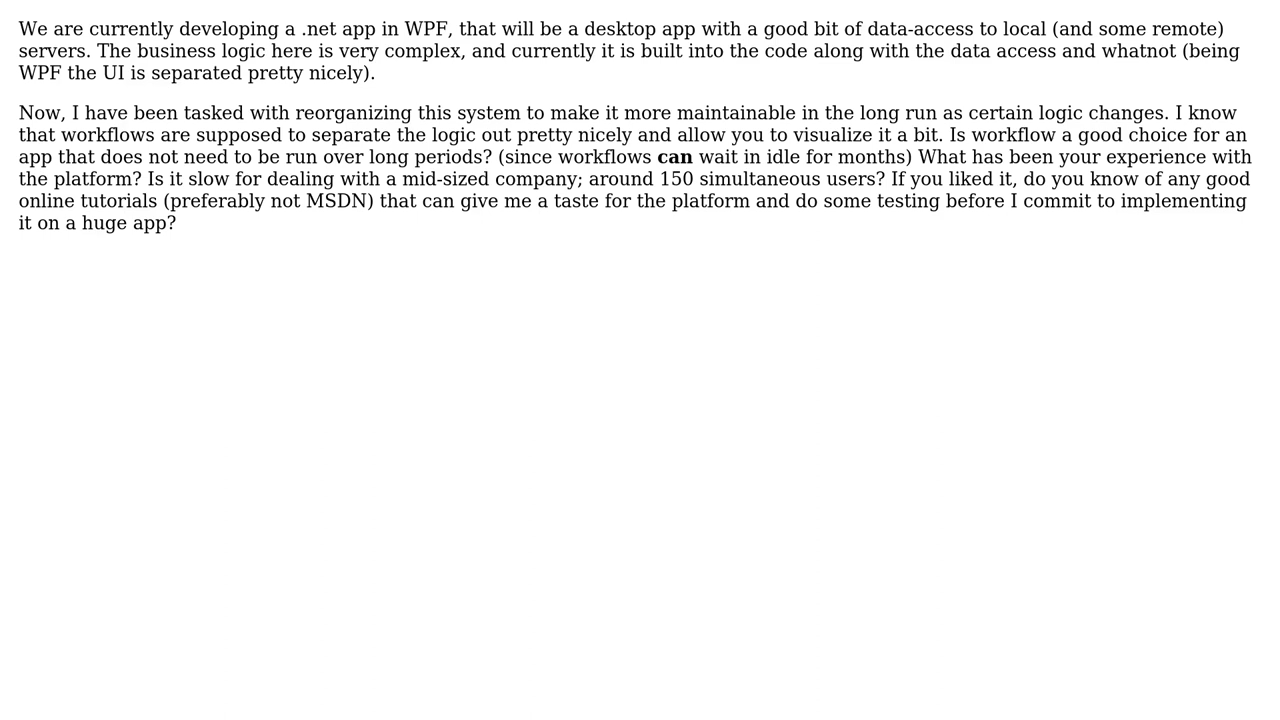 We are currently developing a .net app in WPF, that will be a desktop app with a good bit of data-access to local (and some remote)
servers. The business logic here is very complex, and currently it is built into the code along with the data access and whatnot (being
WPF the UI is separated pretty nicely).
Now, I have been tasked with reorganizing this system to make it more maintainable in the long run as certain logic changes. I know
that workflows are supposed to separate the logic out pretty nicely and allow you to visualize it a bit. Is workflow a good choice for an
app that does not need to be run over long periods? (since workflows can wait in idle for months) What has been your experience with
the platform? Is it slow for dealing with a mid-sized company; around 150 simultaneous users? If you liked it, do you know of any good
online tutorials (preferably not MSDN) that can give me a taste for the platform and do some testing before I commit to implementing
it on a huge app?